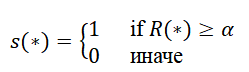 s(∗) = {1 if R(∗) ≥ α
0 иначе